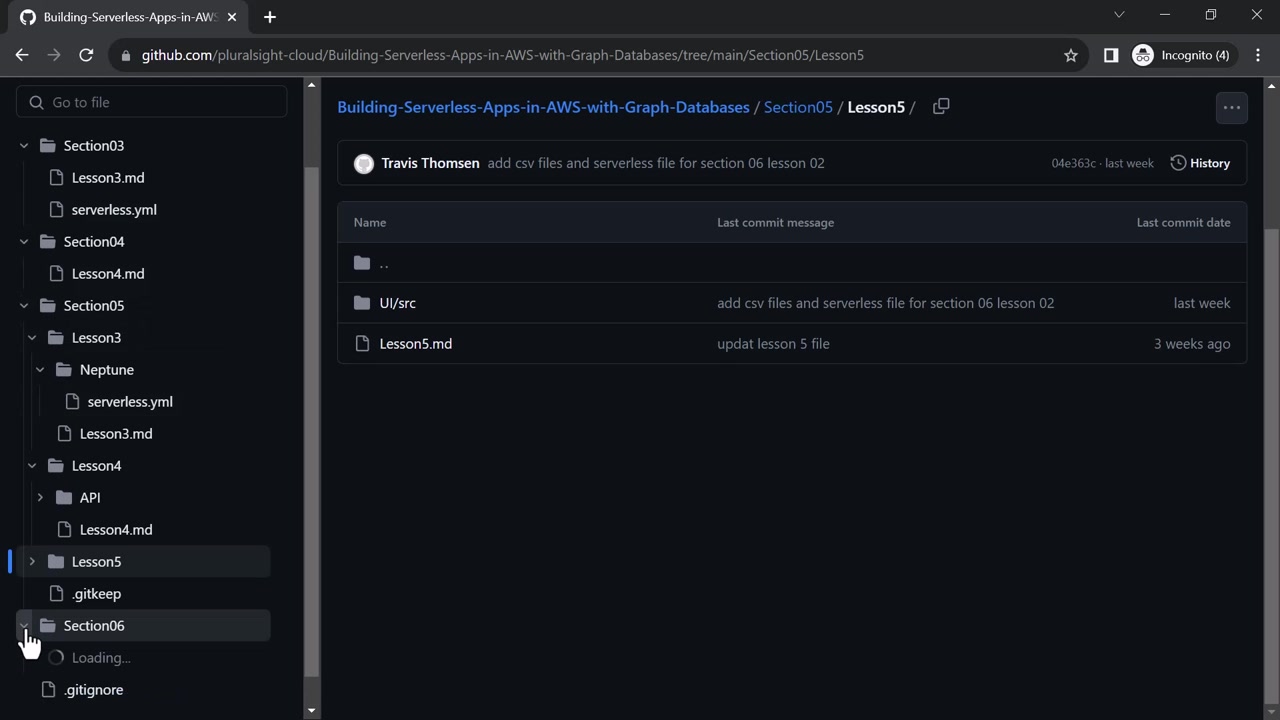 Building-Serverless-Apps-in-AWS
github.com/pluralsight-cloud/Building-Serverless-Apps-in-AWS-with-Graph-Databases/tree/main/Section05/Lesson5
Incognito (4)
Go to file
Section03
Lesson3.md
serverless.yml
Section04
Lesson4.md
Section05
Lesson3
Neptune
serverless.yml
Lesson3.md
Lesson4
API
Lesson4.md
Lesson5
.gitkeep
Section06
Loading...
.gitignore
Building-Serverless-Apps-in-AWS-with-Graph-Databases / Section05 / Lesson5 /
Travis Thomsen add csv files and serverless file for section 06 lesson 02 04e363c · last week History
Name Last commit message Last commit date
..
UI/src add csv files and serverless file for section 06 lesson 02 last week
Lesson5.md updat lesson 5 file 3 weeks ago